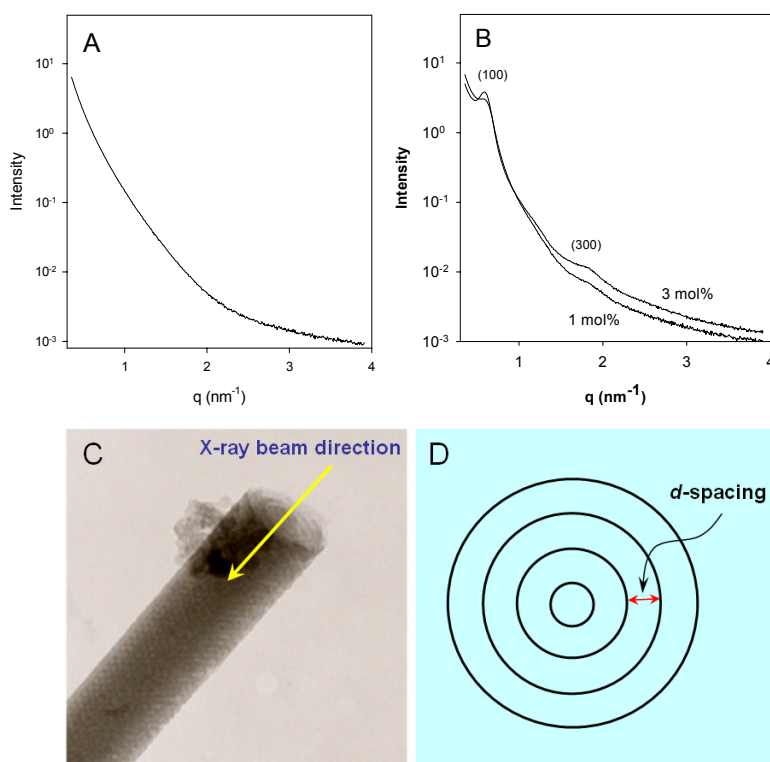 A
Intensity
10¹
10⁰
10⁻¹
10⁻²
10⁻³
1
2
3
4
q (nm⁻¹)
B
Intensity
10¹
10⁰
10⁻¹
10⁻²
10⁻³
(100)
(300)
3 mol%
1 mol%
1
2
3
4
q (nm⁻¹)
C
X-ray beam direction
D
d-spacing